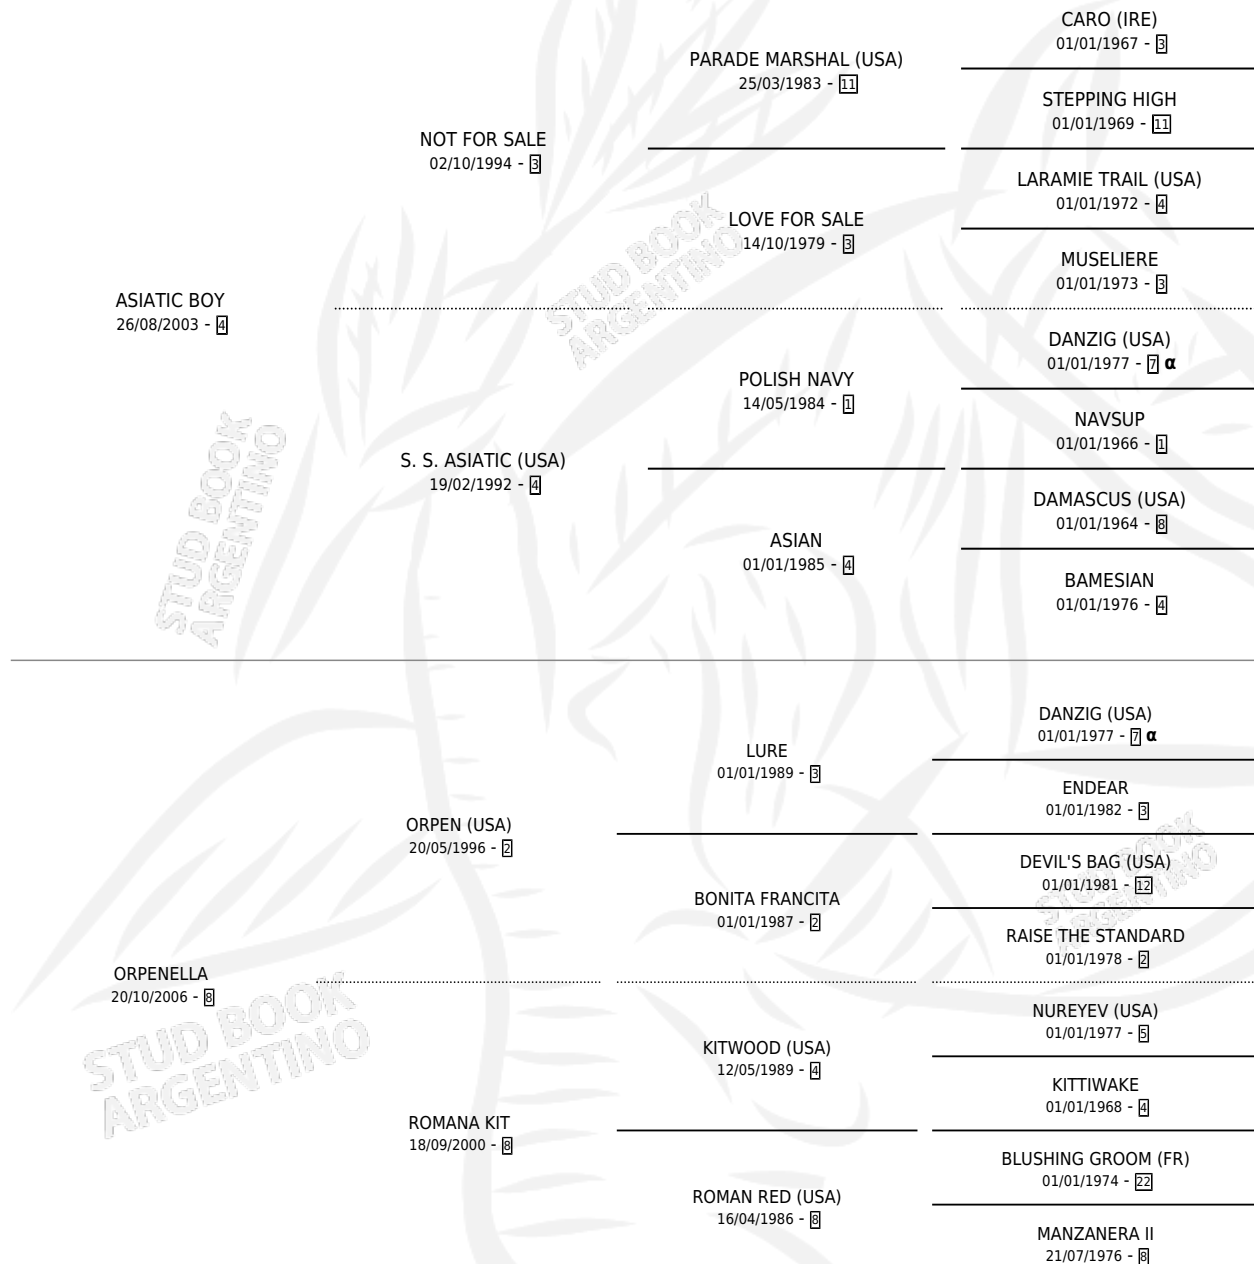 CARO (IRE)
01/01/1967 - 3
PARADE MARSHAL (USA)
25/03/1983 - 11
STEPPING HIGH
01/01/1969 - 11
NOT FOR SALE
02/10/1994 - 3
LARAMIE TRAIL (USA)
01/01/1972 - 4
LOVE FOR SALE
14/10/1979 - 3
MUSELIERE
01/01/1973 - 3
ASIATIC BOY
26/08/2003 - 4
DANZIG (USA)
01/01/1977 - 7 α
POLISH NAVY
14/05/1984 - 1
NAVSUP
01/01/1966 - 1
S. S. ASIATIC (USA)
19/02/1992 - 4
DAMASCUS (USA)
01/01/1964 - 8
ASIAN
01/01/1985 - 4
BAMESIAN
01/01/1976 - 4
DANZIG (USA)
01/01/1977 - 7 α
LURE
01/01/1989 - 3
ENDEAR
01/01/1982 - 3
ORPEN (USA)
20/05/1996 - 2
DEVIL'S BAG (USA)
01/01/1981 - 12
BONITA FRANCITA
01/01/1987 - 2
RAISE THE STANDARD
01/01/1978 - 2
ORPENELLA
20/10/2006 - 8
NUREYEV (USA)
01/01/1977 - 5
KITWOOD (USA)
12/05/1989 - 4
KITTIWAKE
01/01/1968 - 4
ROMANA KIT
18/09/2000 - 8
BLUSHING GROOM (FR)
01/01/1974 - 22
ROMAN RED (USA)
16/04/1986 - 8
MANZANERA II
21/07/1976 - 8
STUD BOOK
ARGENTINO
STUD BOOK
ARGENTINO
STUD BOOK
ARGENTINO
STUD BOOK
ARGENTINO